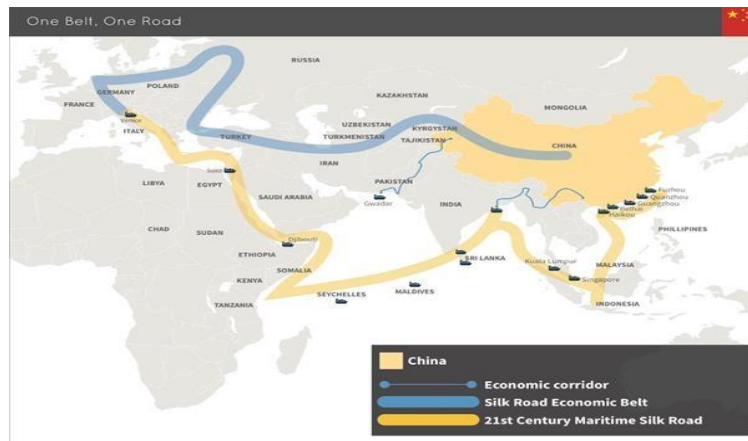 One Belt, One Road
RUSSIA
GERMANY
POLAND
FRANCE
KAZAKHSTAN
MONGOLIA
Venice
ITALY
UZBEKISTAN
KYRGYSTAN
TURKEY
TURKMENISTAN
TAJIKISTAN
CHINA
IRAN
Suez
LIBYA
EGYPT
PAKISTAN
SAUDI ARABIA
Gwadar
INDIA
Fuzhou
Quanzhou
Guangzhou
Beihai
Haikou
CHAD
SUDAN
Djibouti
PHILLIPINES
ETHIOPIA
SRI LANKA
Kuala Lumpur
MALAYSIA
SOMALIA
KENYA
Singapore
SEYCHELLES
MALDIVES
TANZANIA
INDONESIA
China
Economic corridor
Silk Road Economic Belt
21st Century Maritime Silk Road